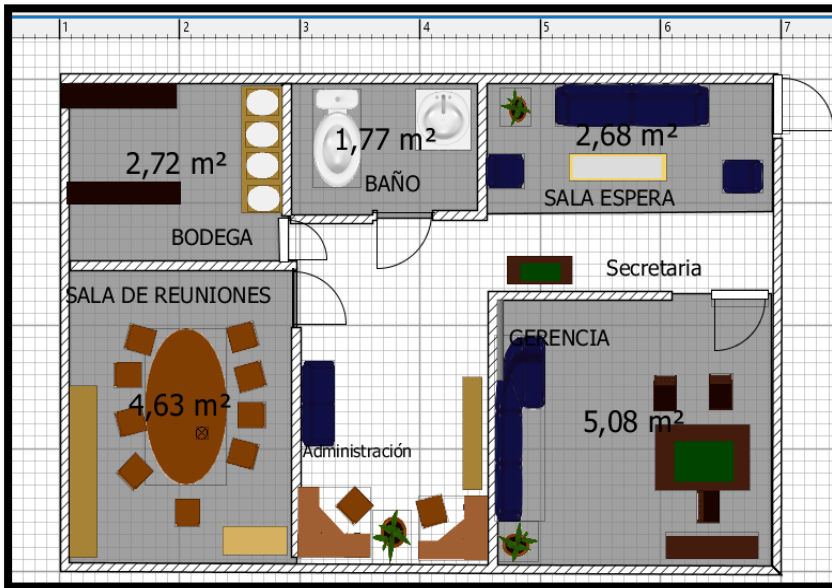 1 2 3 4 5 6 7
2,72 m²
BODEGA
1,77 m²
BAÑO
2,68 m²
SALA ESPERA
Secretaria
SALA DE REUNIONES
4,63 m²
Administración
GERENCIA
5,08 m²